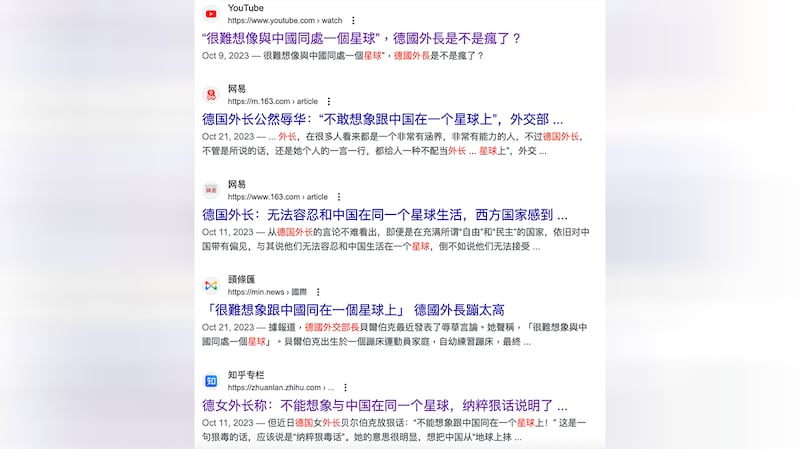 YouTube
https://www.youtube.com › watch
“很難想像與中國同處一個星球”，德國外長是不是瘋了？
Oct 9, 2023 — 很難想像與中國同處一個星球”，德國外長是不是瘋了？
网易
https://m.163.com › article
德国外长公然辱华：“不敢想象跟中国在一个星球上”，外交部 ...
Oct 21, 2023 — ... 外长，在很多人看来都是一个非常有涵养，非常有能力的人，不过德国外长，
不管是所说的话，还是她个人的一言一行，都给人一种不配当外长 ... 星球上”，外交 ...
网易
https://www.163.com › article
德国外长：无法容忍和中国在同一个星球生活，西方国家感到 ...
Oct 11, 2023 — 从德国外长的言论不难看出，即便是在充满所谓“自由”和“民主”的国家，依旧对中
国带有偏见，与其说他们无法容忍和中国生活在一个星球，倒不如说他们无法接受 ...
頭條匯
https://min.news › 國際
「很難想象跟中國同在一個星球上」 德國外長蹦太高
Oct 21, 2023 — 據報道，德國外交部長貝爾伯克最近發表了辱華言論。她聲稱，「很難想象與中
國同處一個星球」。貝爾伯克出生於一個蹦床運動員家庭，自幼練習蹦床，最終 ...
知乎专栏
https://zhuanlan.zhihu.com › ...
德女外长称：不能想象与中国在同一个星球，纳粹狠话说明了 ...
Oct 11, 2023 — 但近日德国女外长贝尔伯克放狠话：“不能想象跟中国同在一个星球上！” 这是一
句狠毒的话，应该说是“纳粹狠毒话”，她的意思很明显，想把中国从“地球上抹 ...